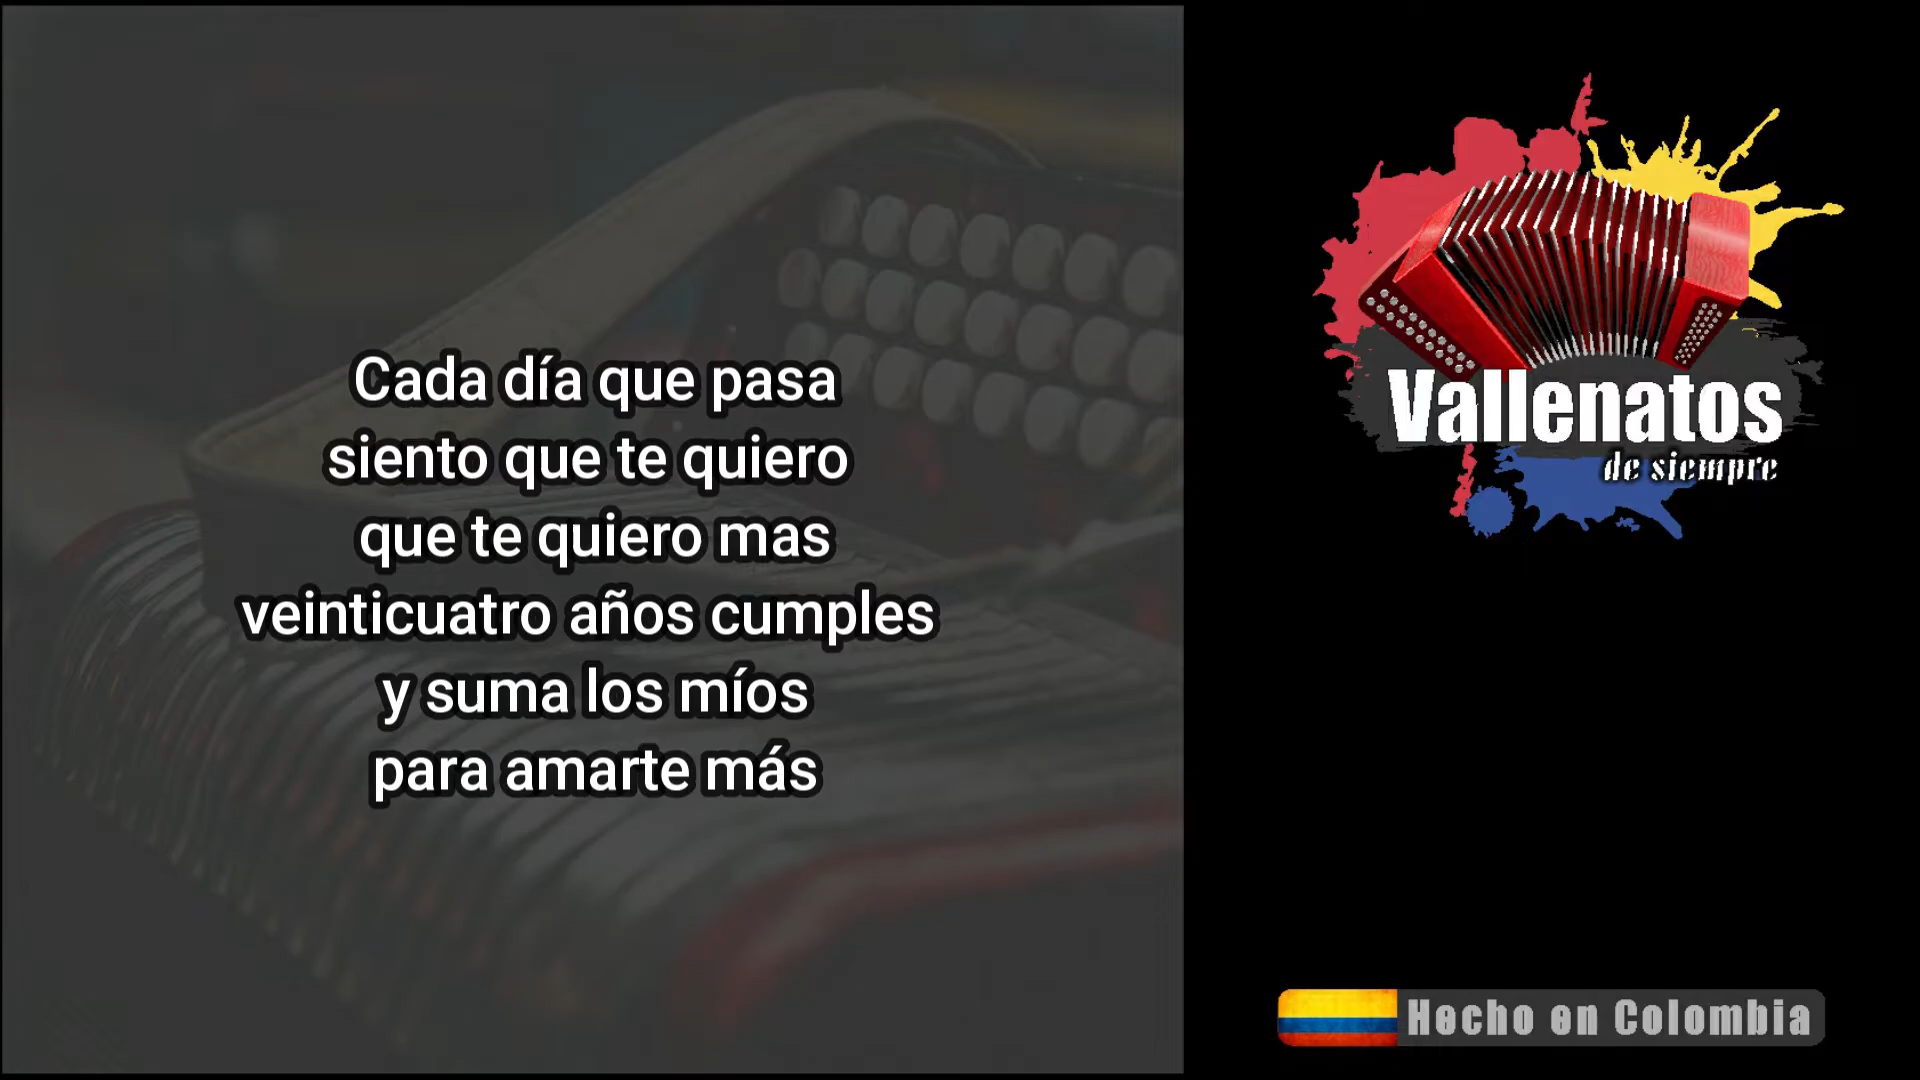 Cada día que pasa
siento que te quiero
que te quiero mas
veinticuatro años cumples
y suma los míos
para amarte más
Vallenatos
de siempre
Hecho en Colombia